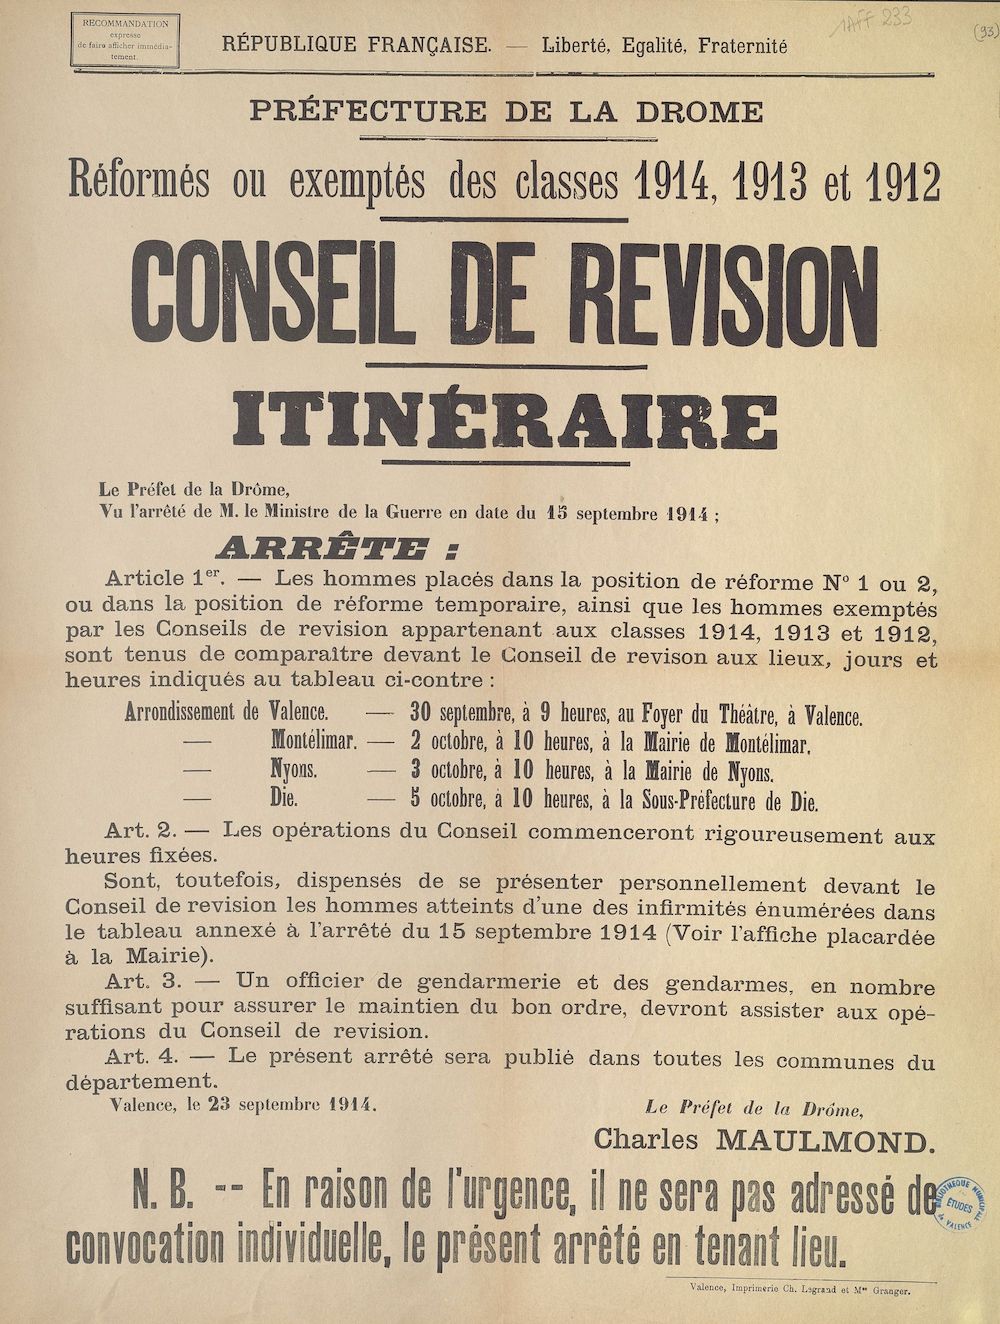 RECOMMANDATION
expresse
de faire afficher immédia-
tement.
1Aff 233
(93)
RÉPUBLIQUE FRANÇAISE. — Liberté, Egalité, Fraternité
PRÉFECTURE DE LA DROME
Réformés ou exemptés des classes 1914, 1913 et 1912
CONSEIL DE REVISION
ITINÉRAIRE
Le Préfet de la Drôme,
Vu l'arrêté de M. le Ministre de la Guerre en date du 15 septembre 1914 ;
ARRÊTE :
Article 1er. — Les hommes placés dans la position de réforme No 1 ou 2,
ou dans la position de réforme temporaire, ainsi que les hommes exemptés
par les Conseils de revision appartenant aux classes 1914, 1913 et 1912,
sont tenus de comparaître devant le Conseil de revison aux lieux, jours et
heures indiqués au tableau ci-contre :
Arrondissement de Valence. — 30 septembre, à 9 heures, au Foyer du Théâtre, à Valence.
— Montélimar. — 2 octobre, à 10 heures, à la Mairie de Montélimar.
— Nyons. — 3 octobre, à 10 heures, à la Mairie de Nyons.
— Die. — 5 octobre, à 10 heures, à la Sous-Préfecture de Die.
Art. 2. — Les opérations du Conseil commenceront rigoureusement aux
heures fixées.
Sont, toutefois, dispensés de se présenter personnellement devant le
Conseil de revision les hommes atteints d'une des infirmités énumérées dans
le tableau annexé à l'arrêté du 15 septembre 1914 (Voir l'affiche placardée
à la Mairie).
Art. 3. — Un officier de gendarmerie et des gendarmes, en nombre
suffisant pour assurer le maintien du bon ordre, devront assister aux opé-
rations du Conseil de revision.
Art. 4. — Le présent arrêté sera publié dans toutes les communes du
département.
Valence, le 23 septembre 1914.
Le Préfet de la Drôme,
Charles MAULMOND.
N. B. -- En raison de l'urgence, il ne sera pas adressé de
convocation individuelle, le présent arrêté en tenant lieu.
BIBLIOTHEQUE MUNICIPALE
ÉTUDES
de VALENCE
Valence, Imprimerie Ch. Legrand et Mme Granger.